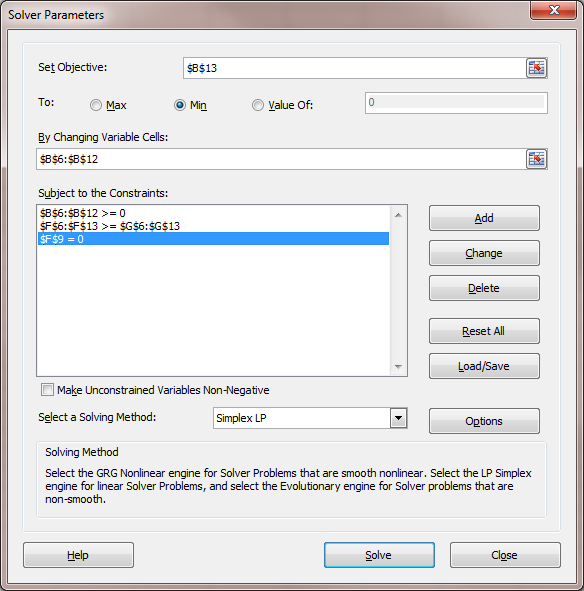 Solver Parameters
Set Objective:
$B$13
To:
Max
Min
Value Of:
0
By Changing Variable Cells:
$B$6:$B$12
Subject to the Constraints:
$B$6:$B$12 >= 0
$F$6:$F$13 >= $G$6:$G$13
$F$9 = 0
Add
Change
Delete
Reset All
Load/Save
Make Unconstrained Variables Non-Negative
Select a Solving Method:
Simplex LP
Options
Solving Method
Select the GRG Nonlinear engine for Solver Problems that are smooth nonlinear. Select the LP Simplex
engine for linear Solver Problems, and select the Evolutionary engine for Solver problems that are
non-smooth.
Help
Solve
Close